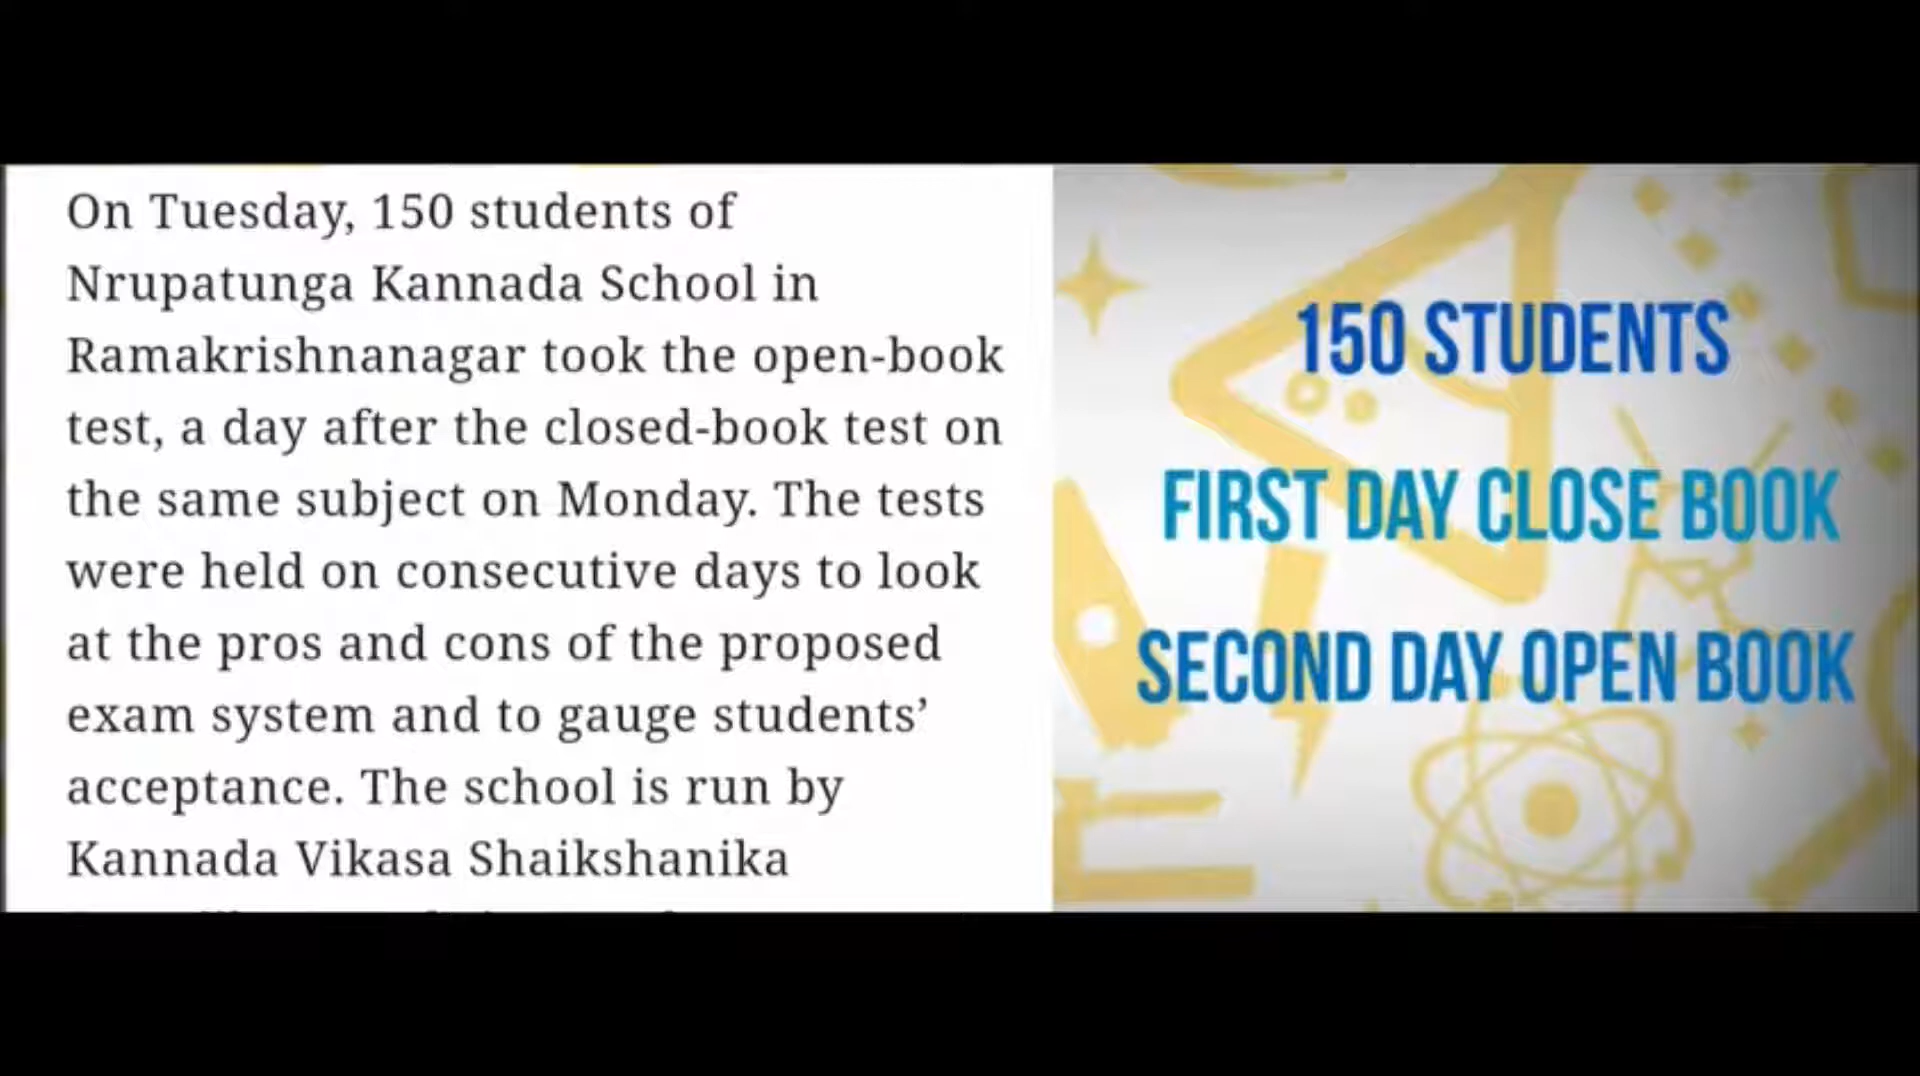 On Tuesday, 150 students of
Nrupatunga Kannada School in
Ramakrishnanagar took the open-book
test, a day after the closed-book test on
the same subject on Monday. The tests
were held on consecutive days to look
at the pros and cons of the proposed
exam system and to gauge students’
acceptance. The school is run by
Kannada Vikasa Shaikshanika
150 STUDENTS
FIRST DAY CLOSE BOOK
SECOND DAY OPEN BOOK